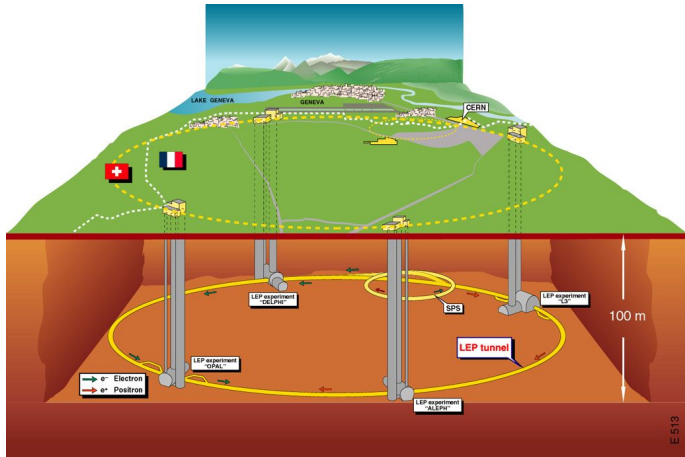 LAKE GENEVA
GENEVA
CERN
LEP experiment
"DELPHI"
SPS
LEP experiment
"L3"
100 m
LEP tunnel
LEP experiment
"OPAL"
e⁻ Electron
e⁺ Positron
LEP experiment
"ALEPH"
E 513